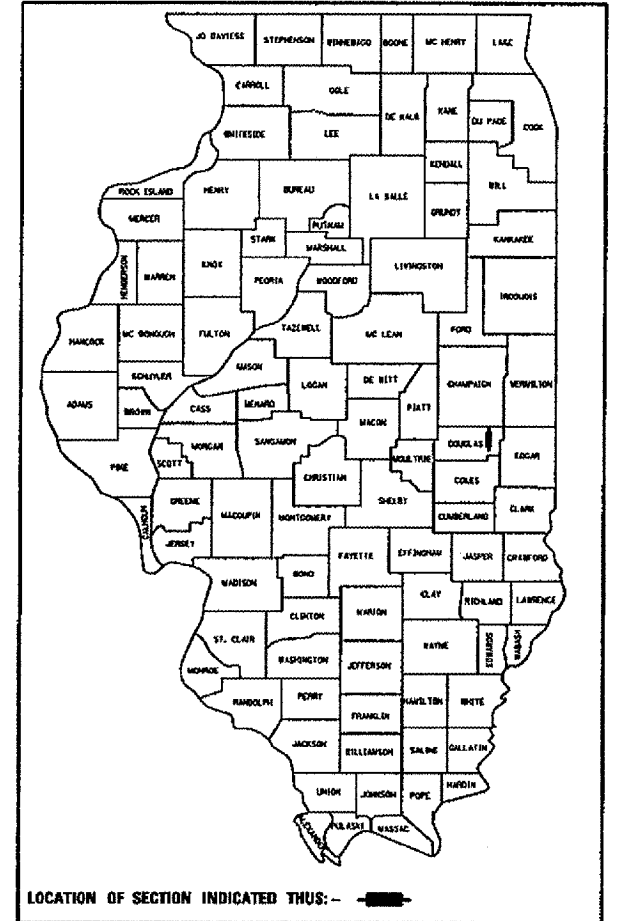 JO DAVIESS STEPHENSON WINNEBAGO BOONE MC HENRY LAKE
CARROLL OGLE DE KALB KANE DU PAGE COOK
WHITESIDE LEE
KENDALL WILL
ROCK ISLAND HENRY BUREAU LA SALLE GRUNDY
MERCER PUTNAM
STARK MARSHALL KANKAKEE
HENDERSON WARREN KNOX PEORIA WOODFORD LIVINGSTON
IROQUOIS
HANCOCK MC DONOUGH FULTON TAZEWELL MC LEAN FORD
SCHUYLER MASON LOGAN DE WITT CHAMPAIGN VERMILION
ADAMS BROWN CASS MENARD PIATT
MACON
PIKE SCOTT MORGAN SANGAMON MOULTRIE DOUGLAS EDGAR
CHRISTIAN COLES
GREENE MACOUPIN MONTGOMERY SHELBY CUMBERLAND CLARK
CALHOUN
JERSEY FAYETTE EFFINGHAM JASPER CRAWFORD
MADISON BOND
CLAY RICHLAND LAWRENCE
CLINTON MARION
ST. CLAIR WAYNE EDWARDS WABASH
MONROE WASHINGTON JEFFERSON
RANDOLPH PERRY HAMILTON WHITE
FRANKLIN
JACKSON WILLIAMSON SALINE GALLATIN
UNION JOHNSON POPE HARDIN
ALEXANDER PULASKI MASSAC
LOCATION OF SECTION INDICATED THUS:-